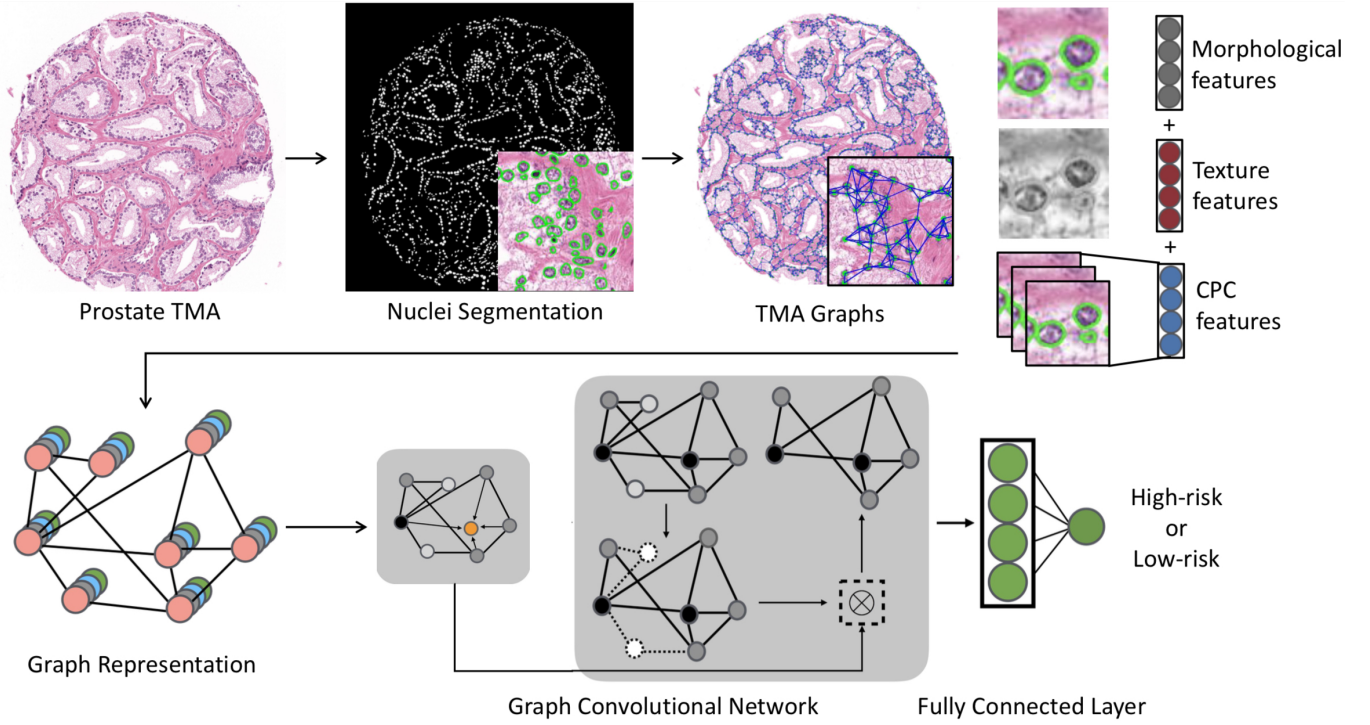 Morphological
features
+
Texture
features
+
CPC
features
Prostate TMA
Nuclei Segmentation
TMA Graphs
High-risk
or
Low-risk
Graph Representation
Graph Convolutional Network
Fully Connected Layer